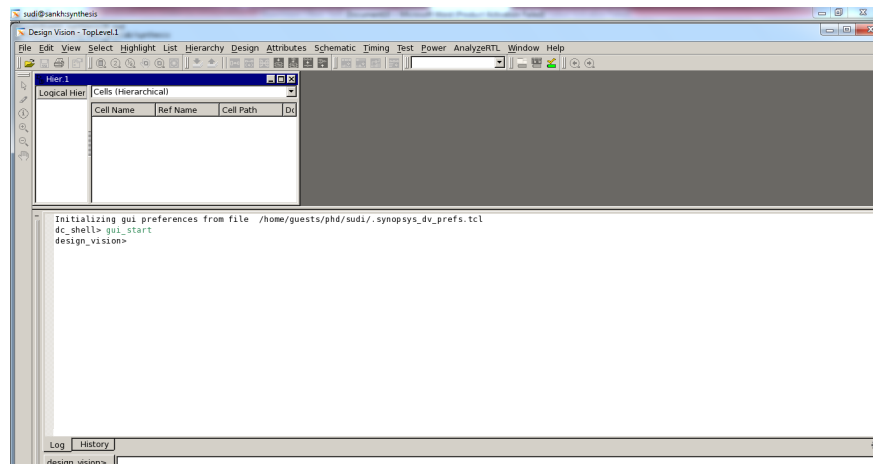 sudi@sankh:synthesis
Design Vision - TopLevel.1
File Edit View Select Highlight List Hierarchy Design Attributes Schematic Timing Test Power AnalyzeRTL Window Help
Hier.1
Logical Hier Cells (Hierarchical)
Cell Name Ref Name Cell Path Dc
Initializing gui preferences from file /home/guests/phd/sudi/.synopsys_dv_prefs.tcl
dc_shell> gui_start
design_vision>
Log History
design_vision>